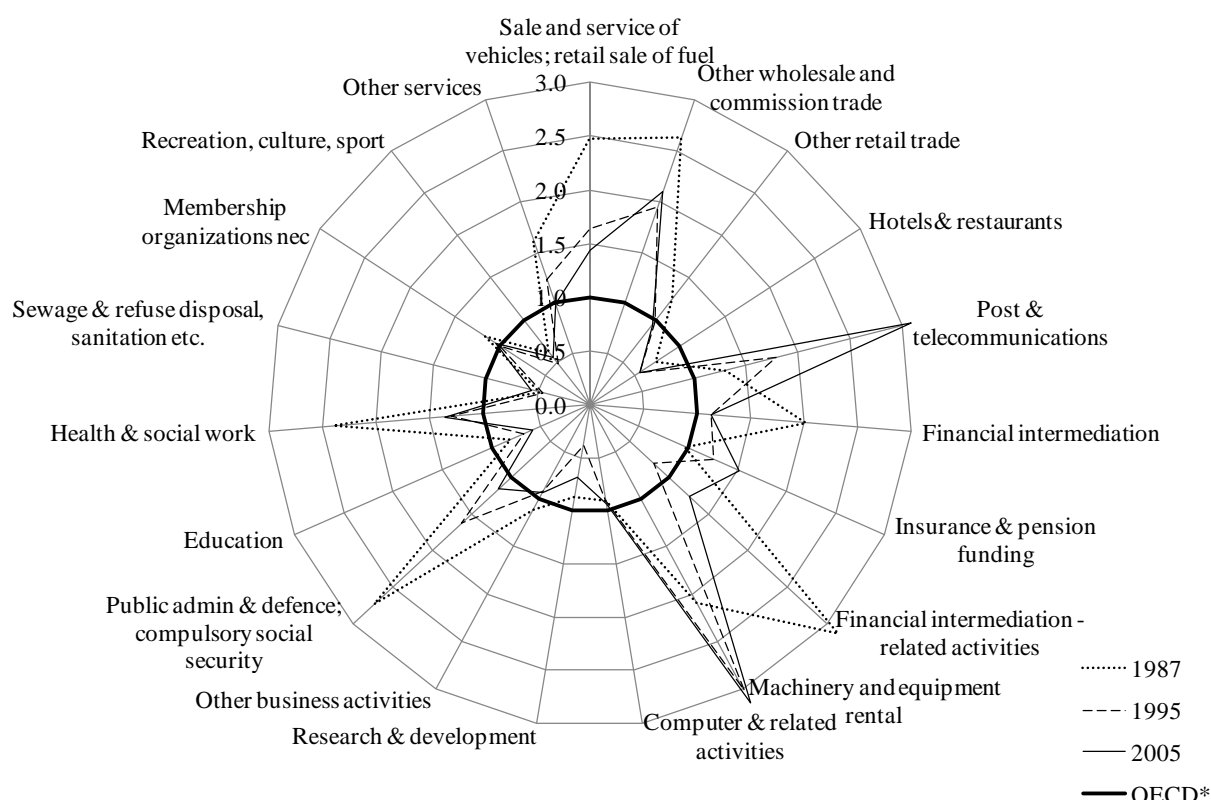 Sale and service of
vehicles; retail sale of fuel
Other wholesale and
commission trade
Other retail trade
Hotels & restaurants
Post &
telecommunications
Financial intermediation
Insurance & pension
funding
Financial intermediation -
related activities
Machinery and equipment
rental
Computer & related
activities
Research & development
Other business activities
Public admin & defence;
compulsory social
security
Education
Health & social work
Sewage & refuse disposal,
sanitation etc.
Membership
organizations nec
Recreation, culture, sport
Other services
3.0
2.5
2.0
1.5
1.0
0.5
0.0
1987
1995
2005
OECD*